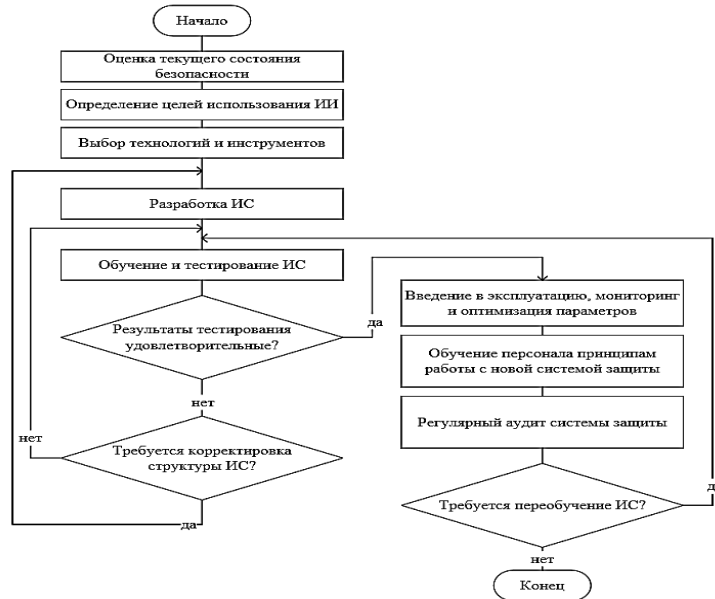 Начало
Оценка текущего состояния
безопасности
Определение целей использования ИИ
Выбор технологий и инструментов
Разработка ИС
Обучение и тестирование ИС
Результаты тестирования
удовлетворительные?
да
нет
Требуется корректировка
структуры ИС?
нет
да
Введение в эксплуатацию, мониторинг
и оптимизация параметров
Обучение персонала принципам
работы с новой системой защиты
Регулярный аудит системы защиты
Требуется переобучение ИС?
д
нет
Конец